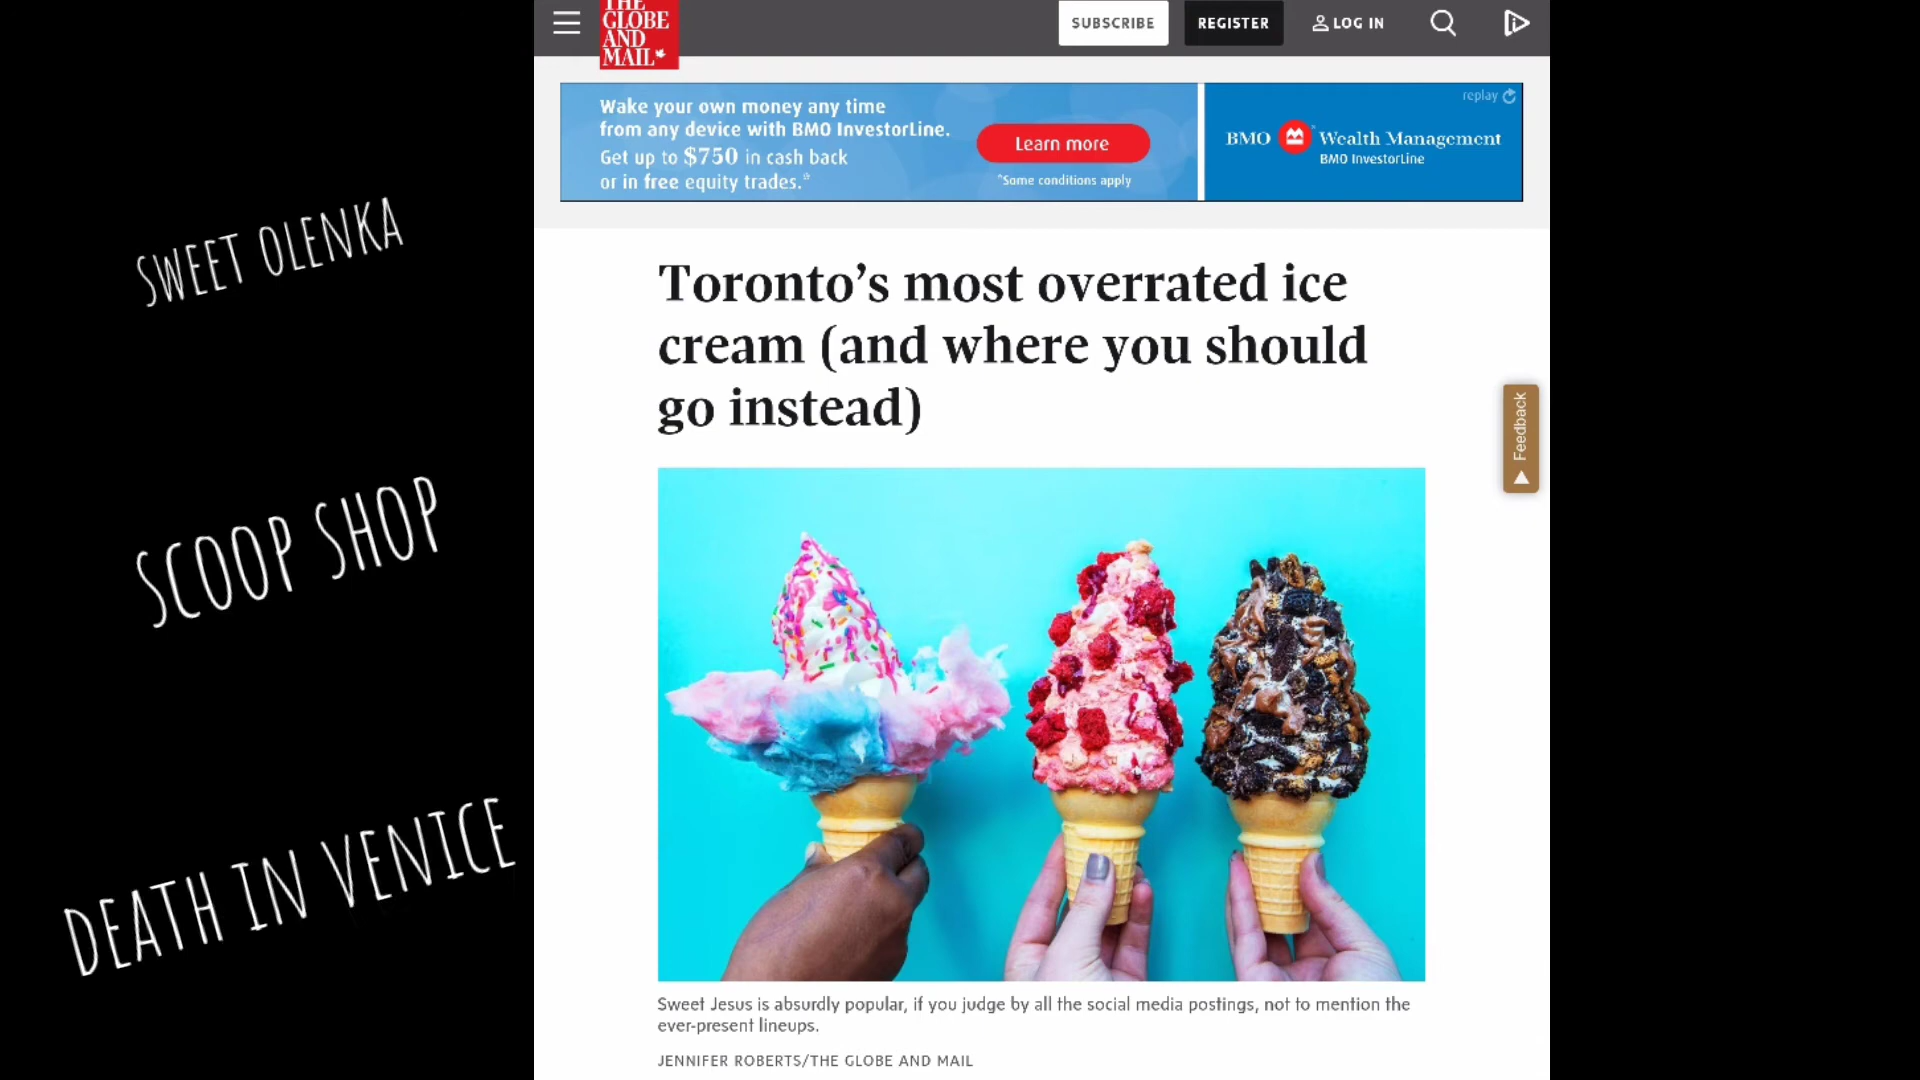 SWEET OLENKA
SCOOP SHOP
DEATH IN VENICE
THE
GLOBE
AND
MAIL
SUBSCRIBE
REGISTER
LOG IN
Wake your own money any time
from any device with BMO InvestorLine.
Get up to $750 in cash back
or in free equity trades.*
Learn more
*Some conditions apply
replay
BMO Wealth Management
BMO InvestorLine
Toronto’s most overrated ice
cream (and where you should
go instead)
Feedback
Sweet Jesus is absurdly popular, if you judge by all the social media postings, not to mention the
ever-present lineups.
JENNIFER ROBERTS/THE GLOBE AND MAIL